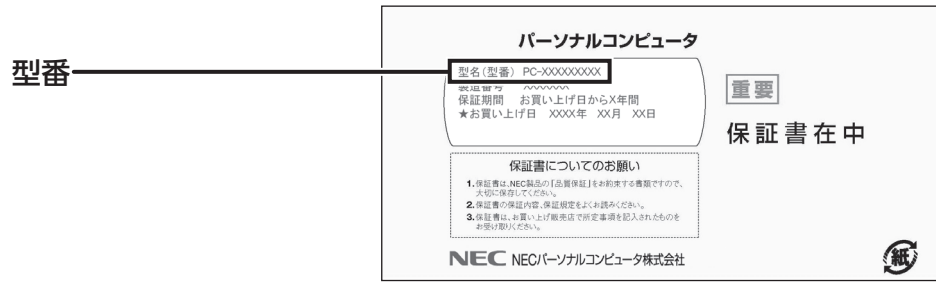 型番
パーソナルコンピュータ
型名(型番) PC-XXXXXXXXX
製造番号 XXXXXXX
保証期間 お買い上げ日からX年間
★お買い上げ日 XXXX年 XX月 XX日
重要
保証書在中
保証書についてのお願い
1.保証書は、NEC製品の『品質保証』をお約束する書類ですので、
大切に保存してください。
2.保証書の保証内容、保証規定をよくお読みください。
3.保証書は、お買い上げ販売店で所定事項を記入されたものを
お受け取りください。
NEC NECパーソナルコンピュータ株式会社
紙